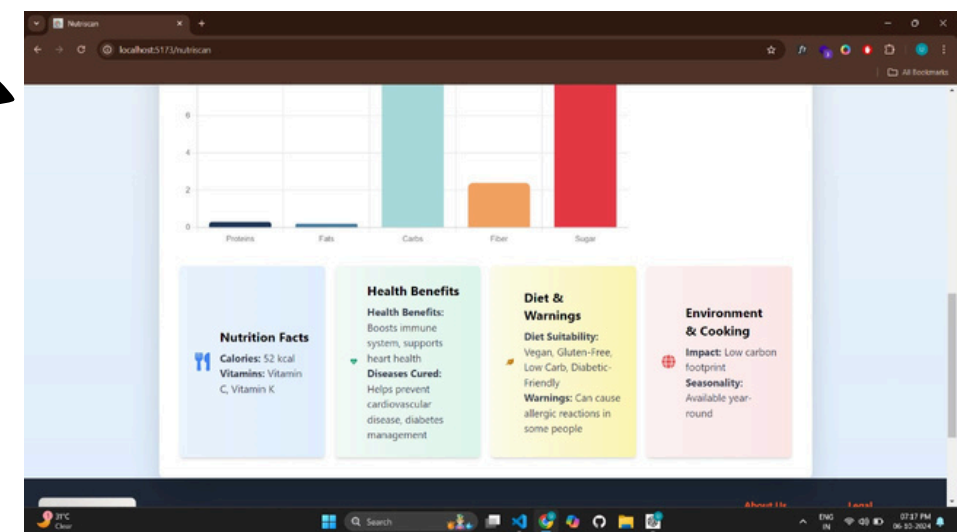 Nutriscan
localhost:5173/nutriscan
All Bookmarks
6
4
2
0
Proteins Fats Carbs Fiber Sugar
Nutrition Facts
Calories: 52 kcal
Vitamins: Vitamin
C, Vitamin K
Health Benefits
Health Benefits:
Boosts immune
system, supports
heart health
Diseases Cured:
Helps prevent
cardiovascular
disease, diabetes
management
Diet &
Warnings
Diet Suitability:
Vegan, Gluten-Free,
Low Carb, Diabetic-
Friendly
Warnings: Can cause
allergic reactions in
some people
Environment
& Cooking
Impact: Low carbon
footprint
Seasonality:
Available year-
round
About Us Legal
31°C
Clear
Search
ENG
IN
07:17 PM
06-10-2024